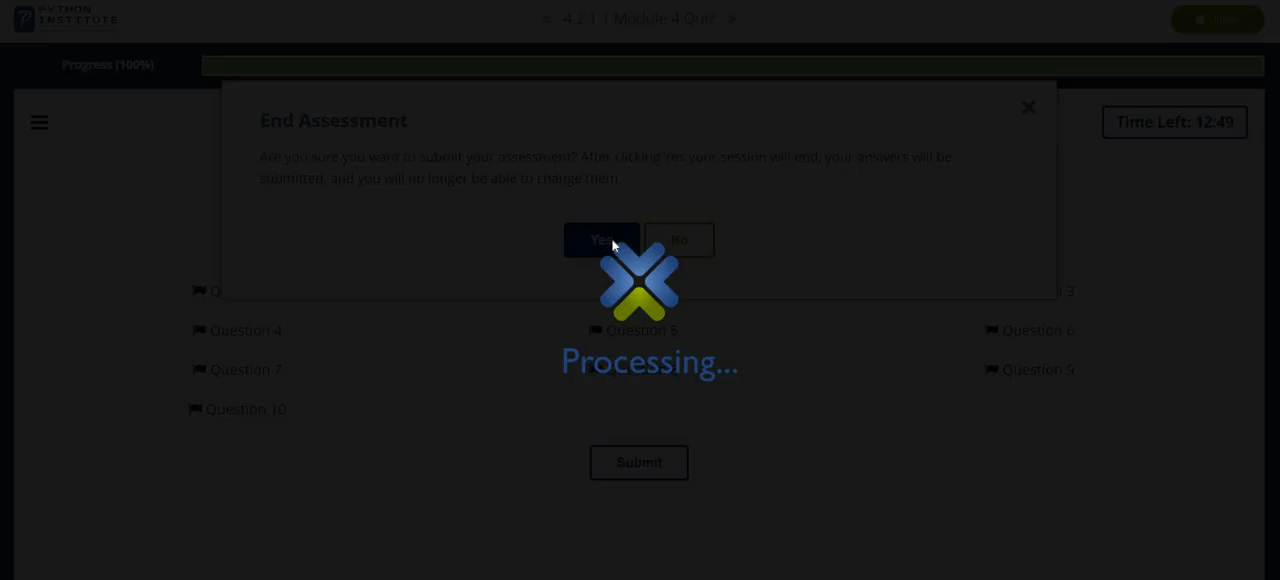 PYTHON
INSTITUTE
« 4.2.1.1 Module 4 Quiz »
Progress (100%)
End Assessment
Time Left: 12:49
Are you sure you want to submit your assessment? After clicking Yes your session will end, your answers will be
submitted, and you will no longer be able to change them.
Yes No
Q 3
Question 4 Question 5 Question 6
Processing...
Question 7 Question 9
Question 10
Submit